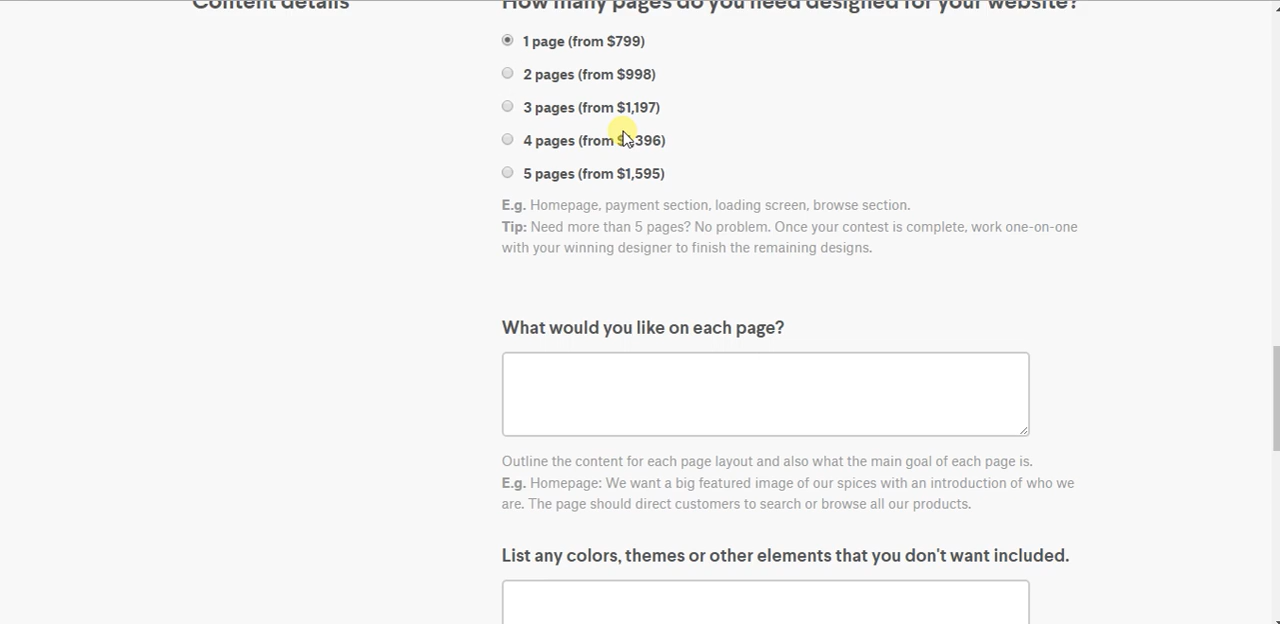 Content details
How many pages do you need designed for your website?
1 page (from $799)
2 pages (from $998)
3 pages (from $1,197)
4 pages (from $1,396)
5 pages (from $1,595)
E.g. Homepage, payment section, loading screen, browse section.
Tip: Need more than 5 pages? No problem. Once your contest is complete, work one-on-one
with your winning designer to finish the remaining designs.
What would you like on each page?
Outline the content for each page layout and also what the main goal of each page is.
E.g. Homepage: We want a big featured image of our spices with an introduction of who we
are. The page should direct customers to search or browse all our products.
List any colors, themes or other elements that you don't want included.